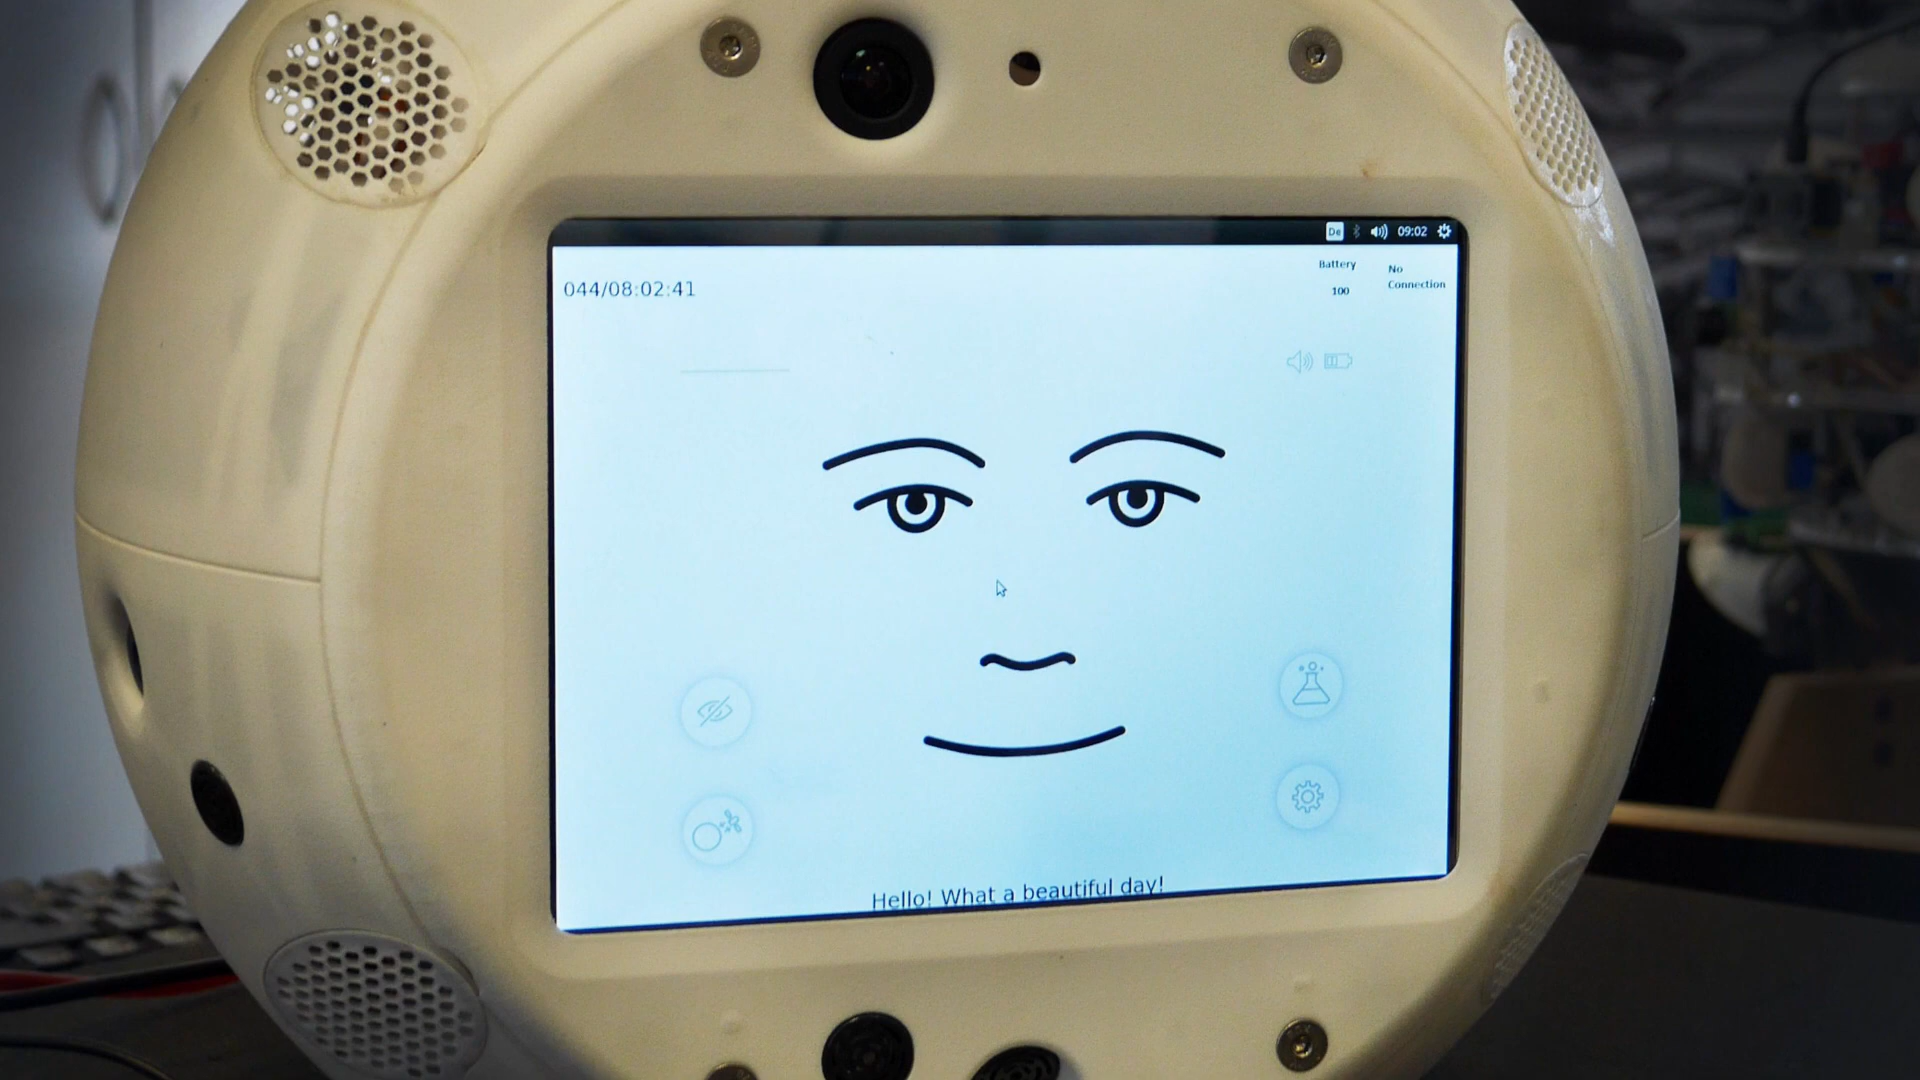 De 09:02
044/08:02:41
Battery
100
No
Connection
Hello! What a beautiful day!